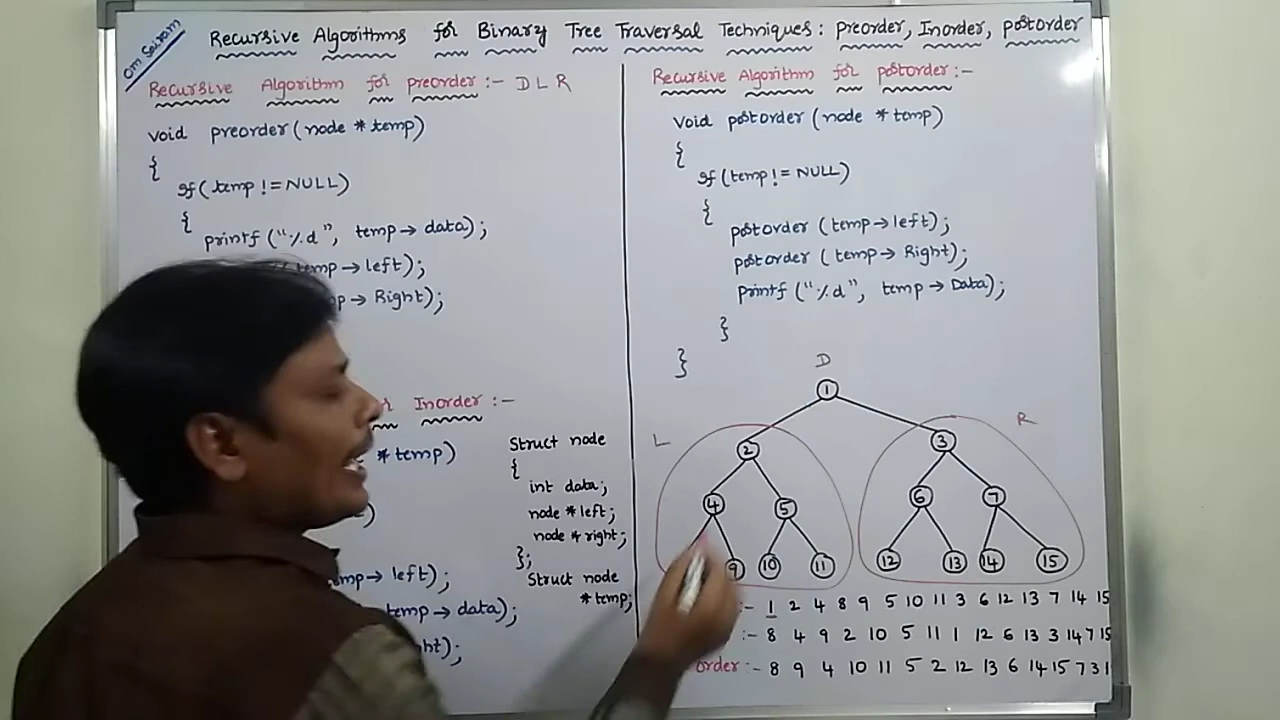 Om Sairam
Recursive Algorithms for Binary Tree Traversal Techniques: Preorder, Inorder, postorder
Recursive Algorithm for preorder:- D L R
void preorder(node * temp)
{
if(temp!=NULL)
{
printf("%d", temp→data);
temp→left);
→Right);
Inorder:-
* temp)
)
temp→left);
temp→data);
ht);
Struct node
{
int data;
node *left;
node *right;
};
Struct node
*temp;
Recursive Algorithm for postorder:-
void postorder(node * temp)
{
if(temp!=NULL)
{
postorder(temp→left);
postorder(temp→Right);
printf("%d", temp→Data);
}
}
D
1
L
R
2 3
4 5 6 7
9 10 11 12 13 14 15
:- 1 2 4 8 9 5 10 11 3 6 12 13 7 14 15
:- 8 4 9 2 10 5 11 1 12 6 13 3 14 7 15
order:- 8 9 4 10 11 5 2 12 13 6 14 15 7 3 1